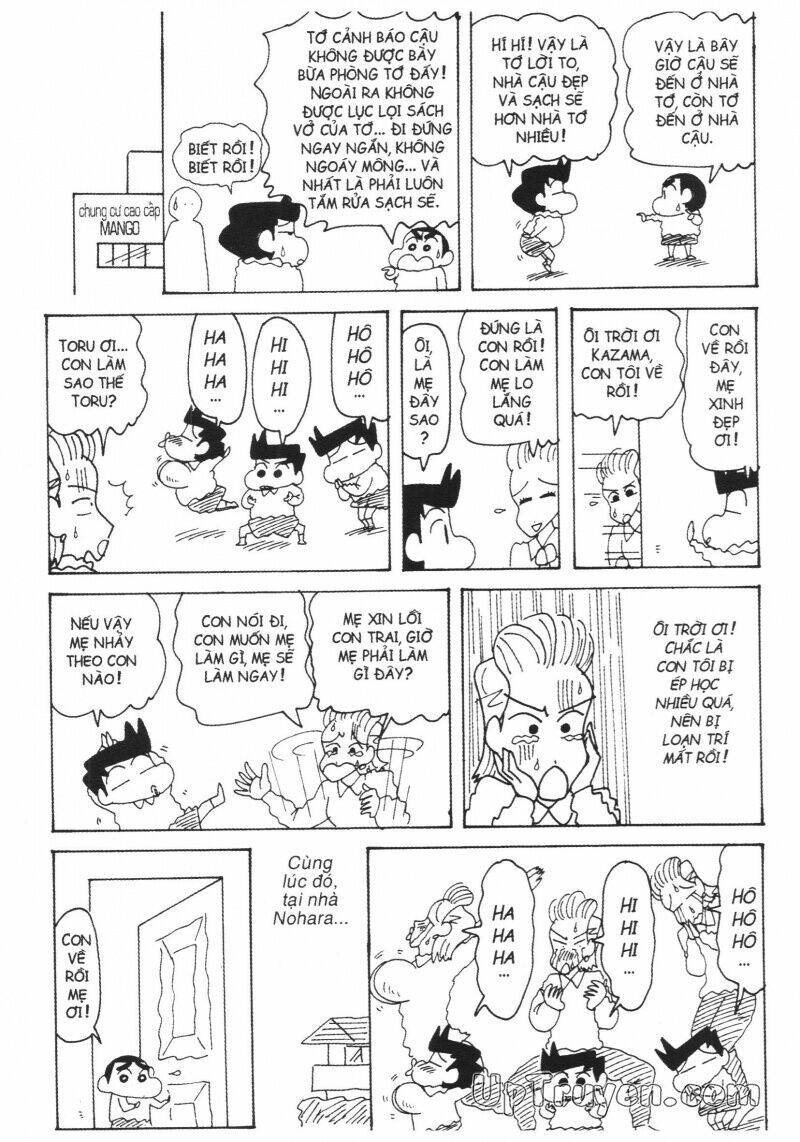 VẬY LÀ BÂY
GIỜ CẬU SẼ
ĐẾN Ở NHÀ
TỚ, CÒN TỚ
ĐẾN Ở NHÀ
CẬU.
HÍ HÍ! VẬY LÀ
TỚ LỜI TO,
NHÀ CẬU ĐẸP
VÀ SẠCH SẼ
HƠN NHÀ TỚ
NHIỀU!
TỚ CẢNH BÁO CẬU
KHÔNG ĐƯỢC BÀY
BỪA PHÒNG TỚ ĐẤY!
NGOÀI RA KHÔNG
ĐƯỢC LỤC LỌI SÁCH
VỞ CỦA TỚ... ĐI ĐỨNG
NGAY NGẮN, KHÔNG
NGOÁY MÔNG... VÀ
NHẤT LÀ PHẢI LUÔN
TẮM RỬA SẠCH SẼ.
BIẾT RỒI!
BIẾT RỒI!
...
chung cư cao cấp
MANGO
CON
VỀ RỒI
ĐÂY, MẸ
XINH
ĐẸP
ƠI!
ÔI TRỜI ƠI
KAZAMA,
CON TÔI VỀ
RỒI!
ĐÚNG LÀ
CON RỒI!
CON LÀM
MẸ LO
LẮNG
QUÁ!
ÔI,
LÀ
MẸ
ĐÂY
SAO
?
HÔ
HÔ
HÔ
...
HI
HI
HI
...
HA
HA
HA
...
TORU ƠI...
CON LÀM
SAO THẾ
TORU?
ÔI TRỜI ƠI!
CHẮC LÀ
CON TÔI BỊ
ÉP HỌC
NHIỀU QUÁ,
NÊN BỊ
LOẠN TRÍ
MẤT RỒI!
MẸ XIN LỖI
CON TRAI, GIỜ
MẸ PHẢI LÀM
GÌ ĐÂY?
CON NÓI ĐI,
CON MUỐN MẸ
LÀM GÌ, MẸ SẼ
LÀM NGAY!
NẾU VẬY
MẸ NHẢY
THEO CON
NÀO!
HÔ
HÔ
HÔ
...
HI
HI
HI
...
HA
HA
HA
...
Cùng
lúc đó,
tại nhà
Nohara...
CON
VỀ
RỒI
MẸ
ƠI!
UpTruyen.com